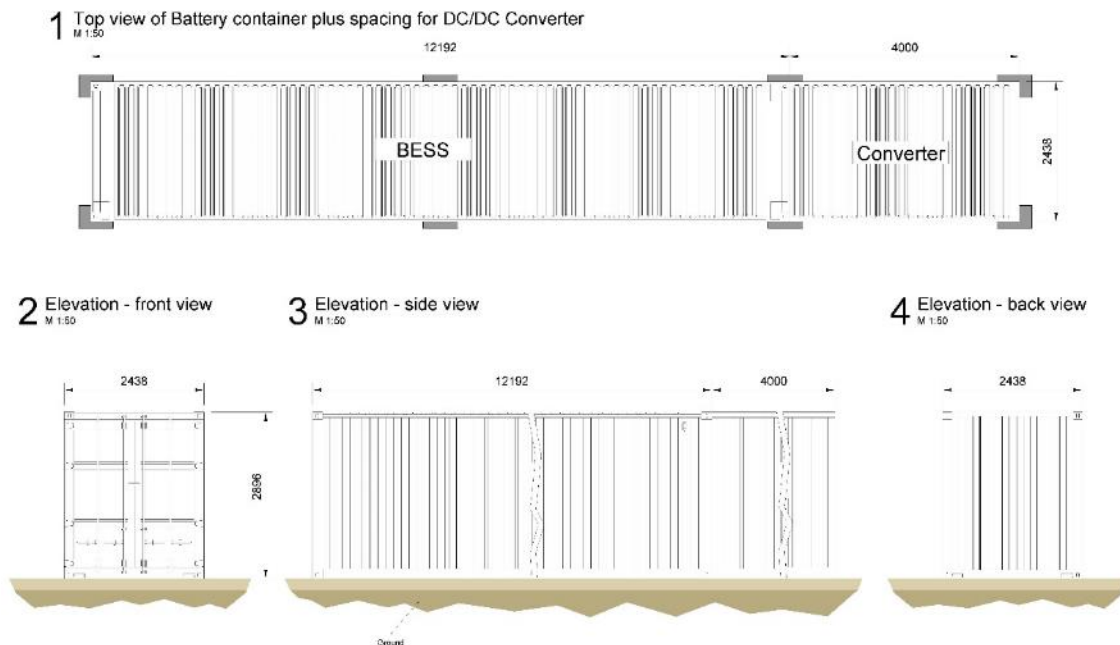 1 Top view of Battery container plus spacing for DC/DC Converter
M 1:50
12192 4000
BESS
Converter
2438
2 Elevation - front view
M 1:50
3 Elevation - side view
M 1:50
4 Elevation - back view
M 1:50
2438
12192 4000
2438
2896
Ground